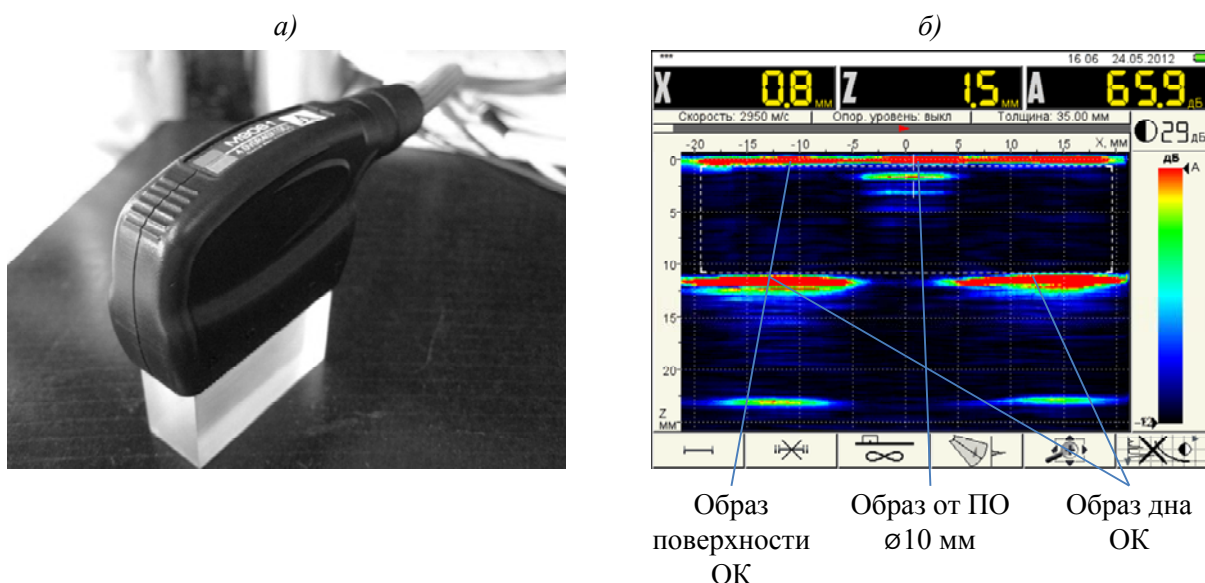 а)
б)
***
16 06 24.05.2012
X 0.8 мм Z 1.5 мм A 65.9 дБ
Скорость: 2950 м/с Опор. уровень: выкл Толщина: 35.00 мм
29 дБ
-20 -15 -10 -5 0 5 10 15 X, мм
дБ
A
0
5
10
15
20
Z
мм
-12
M9065
Образ Образ от ПО Образ дна
поверхности ⌀10 мм ОК
ОК